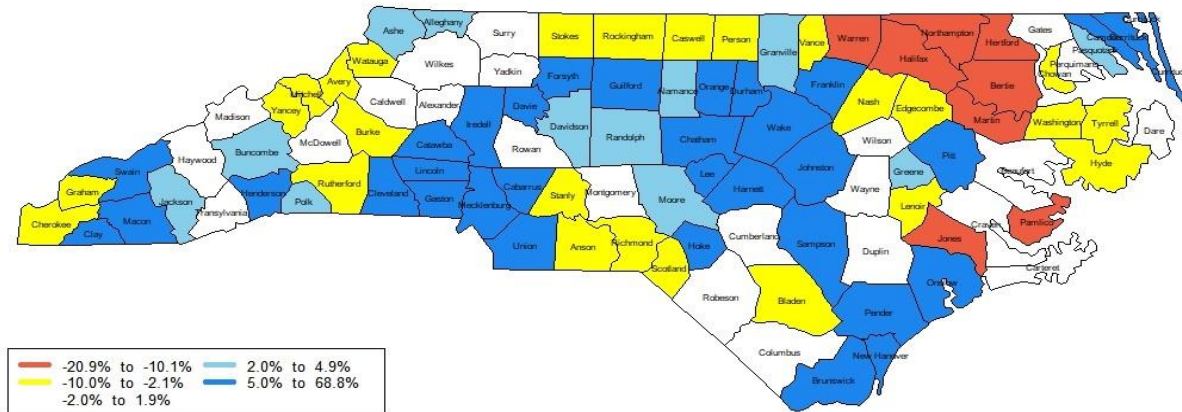 Ashe
Alleghany
Surry
Stokes
Rockingham
Caswell
Person
Granville
Vance
Warren
Northampton
Hertford
Gates
Halifax
Pasquotank
Perquimans
Chowan
Bertie
Martin
Watauga
Wilkes
Yadkin
Forsyth
Guilford
Alamance
Orange
Durham
Franklin
Nash
Edgecombe
Washington
Tyrrell
Dare
Hyde
Avery
Yancey
Madison
Caldwell
Alexander
Davie
Iredell
Davidson
Randolph
Chatham
Wake
Wilson
Pitt
Greene
Beaufort
Burke
McDowell
Buncombe
Haywood
Swain
Graham
Cherokee
Clay
Macon
Jackson
Transylvania
Henderson
Polk
Rutherford
Cleveland
Catawba
Lincoln
Gaston
Mecklenburg
Cabarrus
Rowan
Stanly
Montgomery
Moore
Lee
Harnett
Johnston
Wayne
Lenoir
Craven
Pamlico
Jones
Carteret
Onslow
Duplin
Sampson
Cumberland
Hoke
Union
Anson
Richmond
Scotland
Robeson
Bladen
Pender
Columbus
New Hanover
Brunswick
-20.9% to -10.1%
-10.0% to -2.1%
-2.0% to 1.9%
2.0% to 4.9%
5.0% to 68.8%